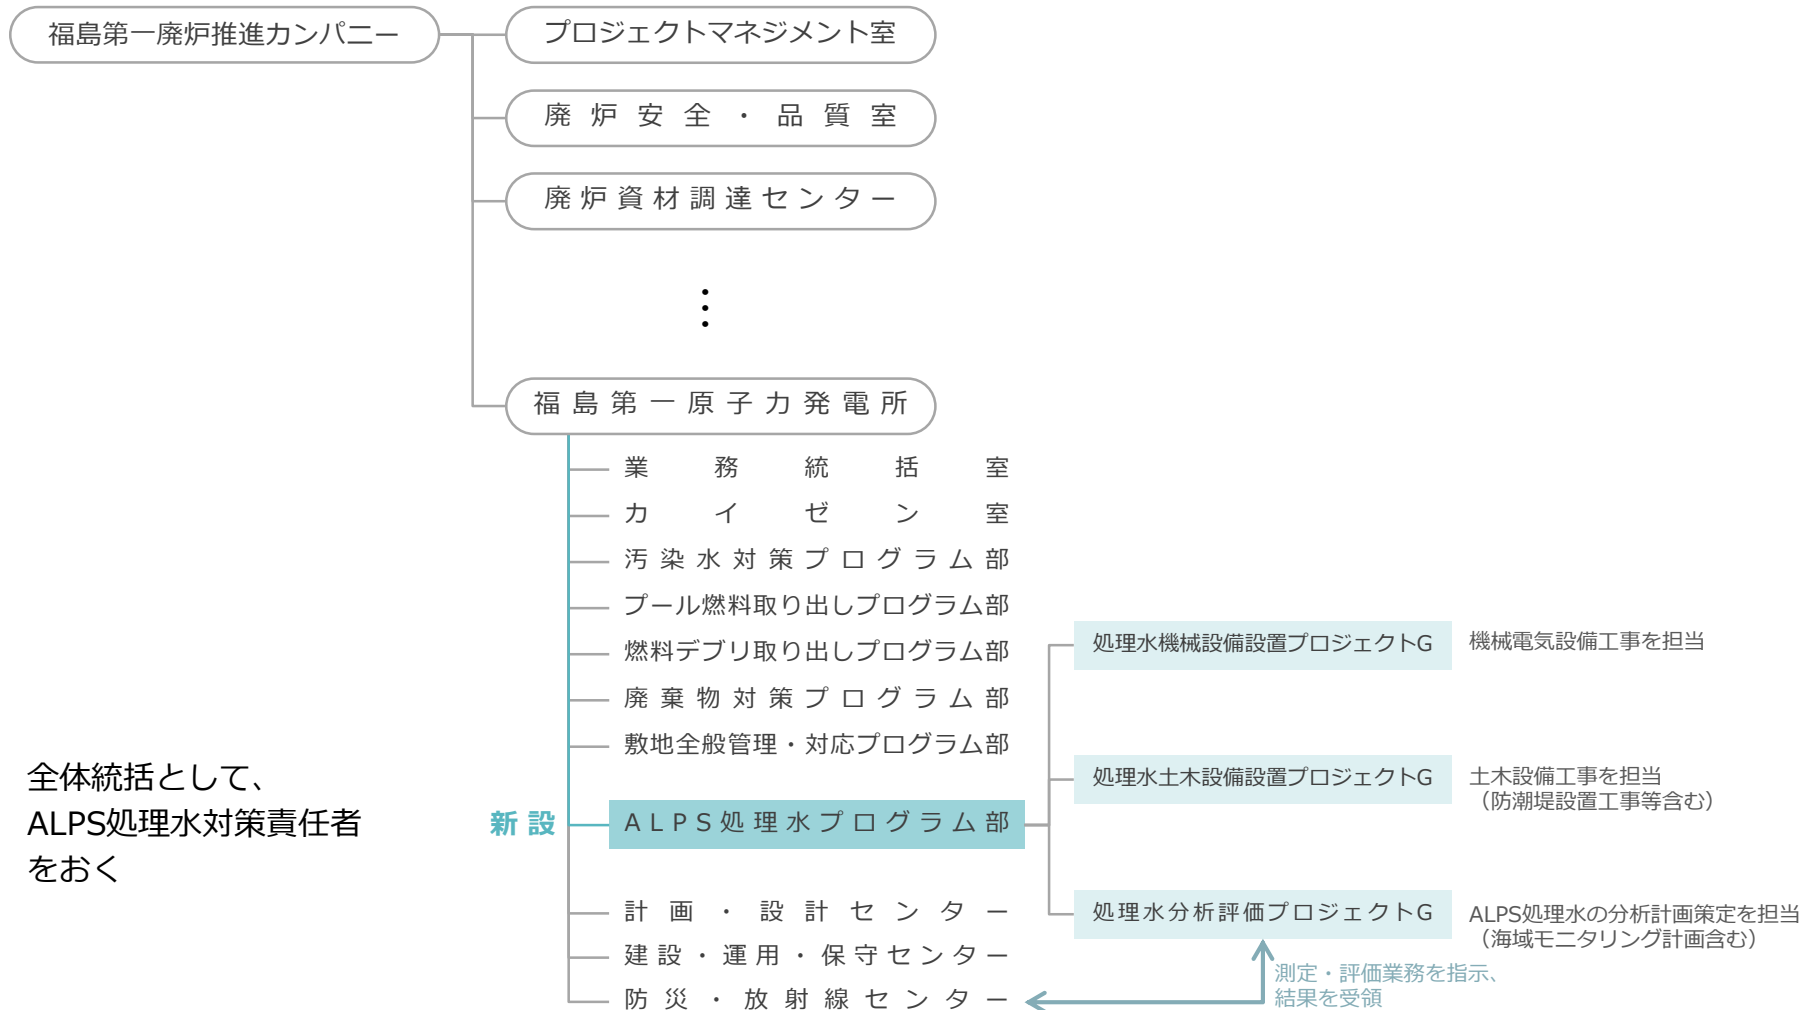 福島第一廃炉推進カンパニー
プロジェクトマネジメント室
廃炉安全・品質室
廃炉資材調達センター
⋮
福島第一原子力発電所
業務統括室
カイゼン室
汚染水対策プログラム部
プール燃料取り出しプログラム部
燃料デブリ取り出しプログラム部
廃棄物対策プログラム部
敷地全般管理・対応プログラム部
全体統括として、
ALPS処理水対策責任者
をおく
新設
ALPS処理水プログラム部
計画・設計センター
建設・運用・保守センター
防災・放射線センター
処理水機械設備設置プロジェクトG
機械電気設備工事を担当
処理水土木設備設置プロジェクトG
土木設備工事を担当
（防潮堤設置工事等含む）
処理水分析評価プロジェクトG
ALPS処理水の分析計画策定を担当
（海域モニタリング計画含む）
測定・評価業務を指示、
結果を受領